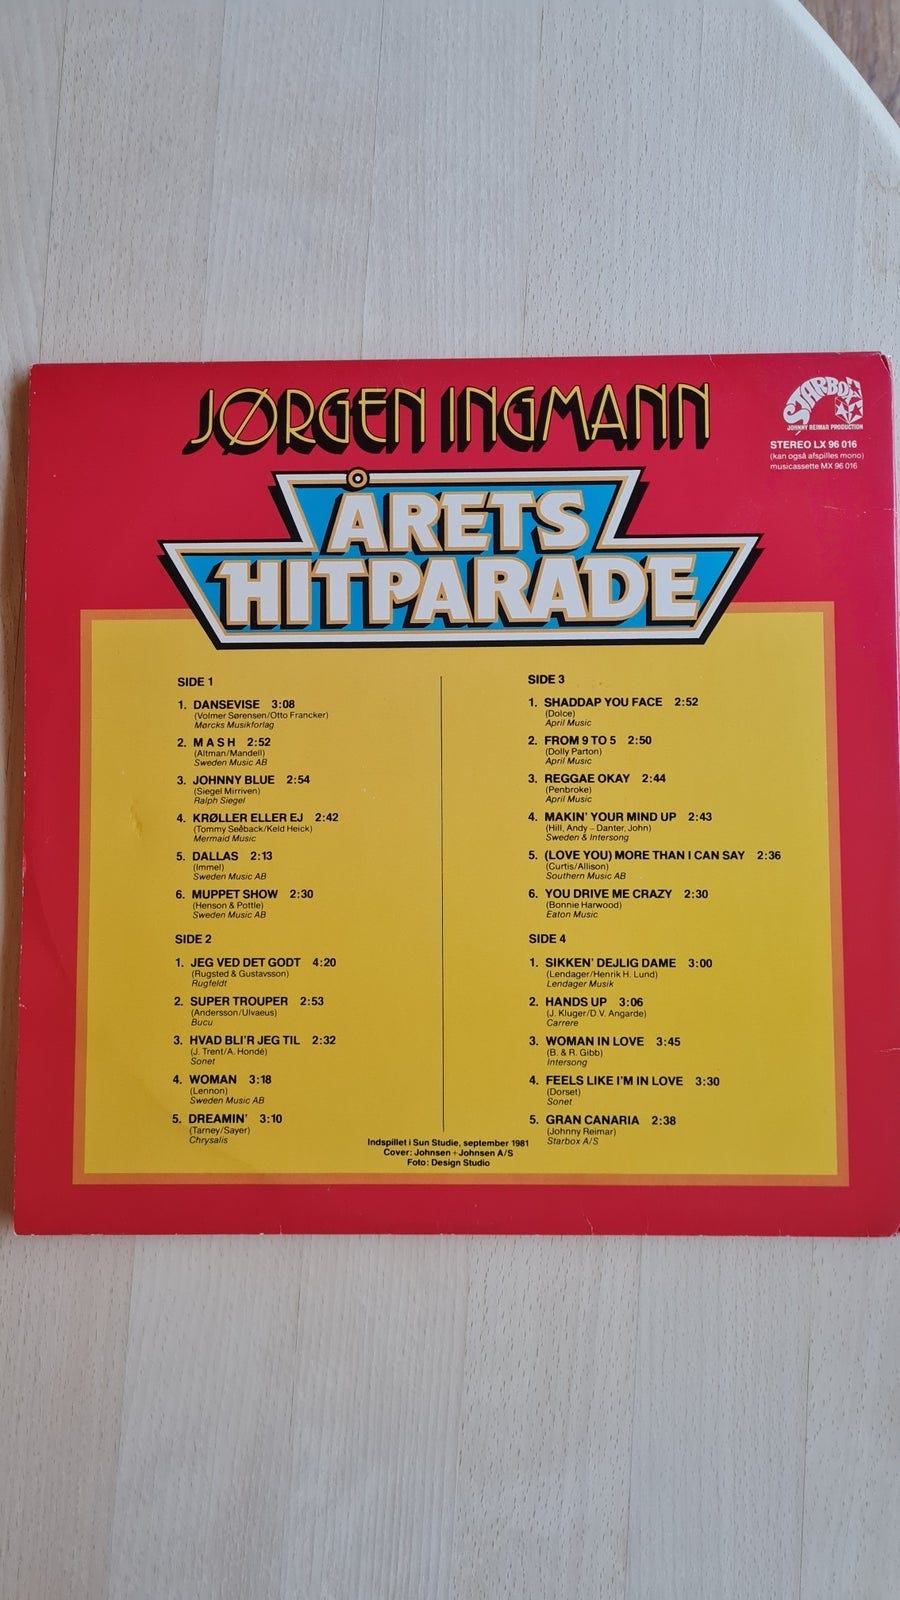 JØRGEN INGMANN
ÅRETS
HITPARADE
STARBOX
JOHNNY REIMAR PRODUCTION
STEREO LX 96 016
(kan også afspilles mono)
musicassette MX 96 016
SIDE 1
1. DANSEVISE 3:08
(Volmer Sørensen/Otto Francker)
Mørcks Musikforlag
2. M A S H 2:52
(Altman/Mandell)
Sweden Music AB
3. JOHNNY BLUE 2:54
(Siegel Mirriven)
Ralph Siegel
4. KRØLLER ELLER EJ 2:42
(Tommy Seebach/Keld Heick)
Mermaid Music
5. DALLAS 2:13
(Immel)
Sweden Music AB
6. MUPPET SHOW 2:30
(Henson & Pottle)
Sweden Music AB
SIDE 2
1. JEG VED DET GODT 4:20
(Rugsted & Gustavsson)
Rugfeldt
2. SUPER TROUPER 2:53
(Andersson/Ulvaeus)
Bucu
3. HVAD BLI'R JEG TIL 2:32
(J. Trent/A. Hondé)
Sonet
4. WOMAN 3:18
(Lennon)
Sweden Music AB
5. DREAMIN' 3:10
(Tarney/Sayer)
Chrysalis
SIDE 3
1. SHADDAP YOU FACE 2:52
(Dolce)
April Music
2. FROM 9 TO 5 2:50
(Dolly Parton)
April Music
3. REGGAE OKAY 2:44
(Penbroke)
April Music
4. MAKIN' YOUR MIND UP 2:43
(Hill, Andy – Danter, John)
Sweden & Intersong
5. (LOVE YOU) MORE THAN I CAN SAY 2:36
(Curtis/Allison)
Southern Music AB
6. YOU DRIVE ME CRAZY 2:30
(Bonnie Harwood)
Eaton Music
SIDE 4
1. SIKKEN' DEJLIG DAME 3:00
(Lendager/Henrik H. Lund)
Lendager Musik
2. HANDS UP 3:06
(J. Kluger/D.V. Angarde)
Carrere
3. WOMAN IN LOVE 3:45
(B. & R. Gibb)
Intersong
4. FEELS LIKE I'M IN LOVE 3:30
(Dorset)
Sonet
5. GRAN CANARIA 2:38
(Johnny Reimar)
Starbox A/S
Indspillet i Sun Studie, september 1981
Cover: Johnsen + Johnsen A/S
Foto: Design Studio